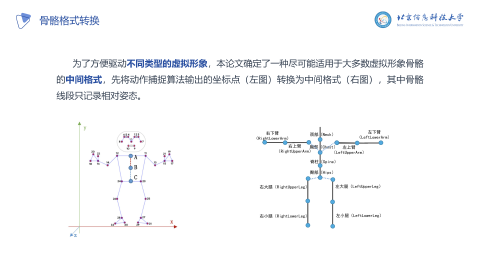 骨骼格式转换
北京信息科技大学
为了方便驱动不同类型的虚拟形象，本论文确定了一种尽可能适用于大多数虚拟形象骨骼
的中间格式，先将动作捕捉算法输出的坐标点（左图）转换为中间格式（右图），其中骨骼
线段只记录相对姿态。
Y
A
B
C
X
原点
右下臂
(RightLowerArm)
右上臂
(RightUpperArm)
颈部 (Neck)
胸腔 (Chest)
脊柱 (Spine)
臀部 (Hips)
左下臂
(LeftLowerArm)
左上臂
(LeftUpperArm)
右大腿 (RightUpperLeg)
左大腿 (LeftUpperLeg)
右小腿 (RightLowerLeg)
左小腿 (LeftLowerLeg)